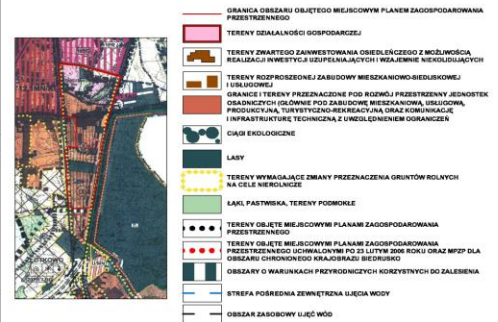 GRANICA OBSZARU OBJĘTEGO MIEJSCOWYM PLANEM ZAGOSPODAROWANIA
PRZESTRZENNEGO
TERENY DZIAŁALNOŚCI GOSPODARCZEJ
TERENY ZWARTEGO ZAINWESTOWANIA OSIEDLEŃCZEGO Z MOŻLIWOŚCIĄ
REALIZACJI INWESTYCJI UZUPEŁNIAJĄCYCH I WZAJEMNIE NIEKOLIDUJĄCYCH
TERENY ROZPROSZONEJ ZABUDOWY MIESZKANIOWO-SIEDLISKOWEJ
I USŁUGOWEJ
GRANICE I TERENY PRZEZNACZONE POD ROZWÓJ PRZESTRZENNY JEDNOSTEK
OSADNICZYCH (GŁÓWNIE POD ZABUDOWĘ MIESZKANIOWĄ, USŁUGOWĄ,
PRODUKCYJNĄ, TURYSTYCZNO-REKREACYJNĄ ORAZ KOMUNIKACJĘ
I INFRASTRUKTURĘ TECHNICZNĄ Z UWZGLĘDNIENIEM OGRANICZEŃ
CIĄGI EKOLOGICZNE
LASY
TERENY WYMAGAJĄCE ZMIANY PRZEZNACZENIA GRUNTÓW ROLNYCH
NA CELE NIEROLNICZE
ŁĄKI, PASTWISKA, TERENY PODMOKŁE
TERENY OBJĘTE MIEJSCOWYMI PLANAMI ZAGOSPODAROWANIA
PRZESTRZENNEGO
TERENY OBJĘTE MIEJSCOWYMI PLANAMI ZAGOSPODAROWANIA
PRZESTRZENNEGO UCHWALONYMI PO 23 LUTYM 2006 ROKU ORAZ MPZP DLA
OBSZARU CHRONIONEGO KRAJOBRAZU BIEDRUSKO
OBSZARY O WARUNKACH PRZYRODNICZYCH KORZYSTNYCH DO ZALESIENIA
STREFA POŚREDNIA ZEWNĘTRZNA UJĘCIA WODY
OBSZAR ZASOBOWY UJĘĆ WÓD